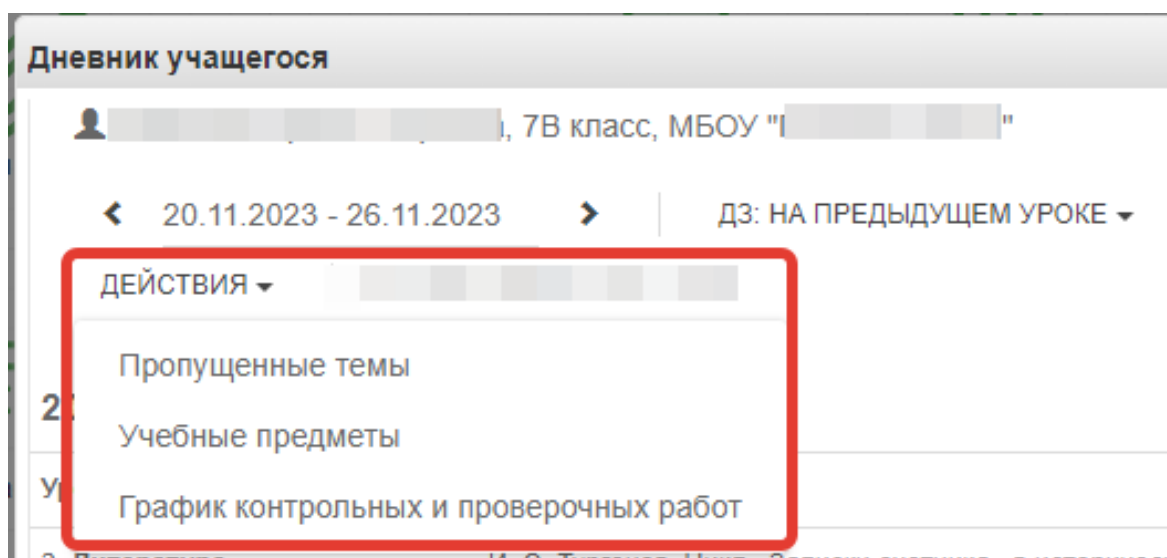 Дневник учащегося
, 7В класс, МБОУ "
"
20.11.2023 - 26.11.2023 ДЗ: НА ПРЕДЫДУЩЕМ УРОКЕ
ДЕЙСТВИЯ
Пропущенные темы
Учебные предметы
График контрольных и проверочных работ